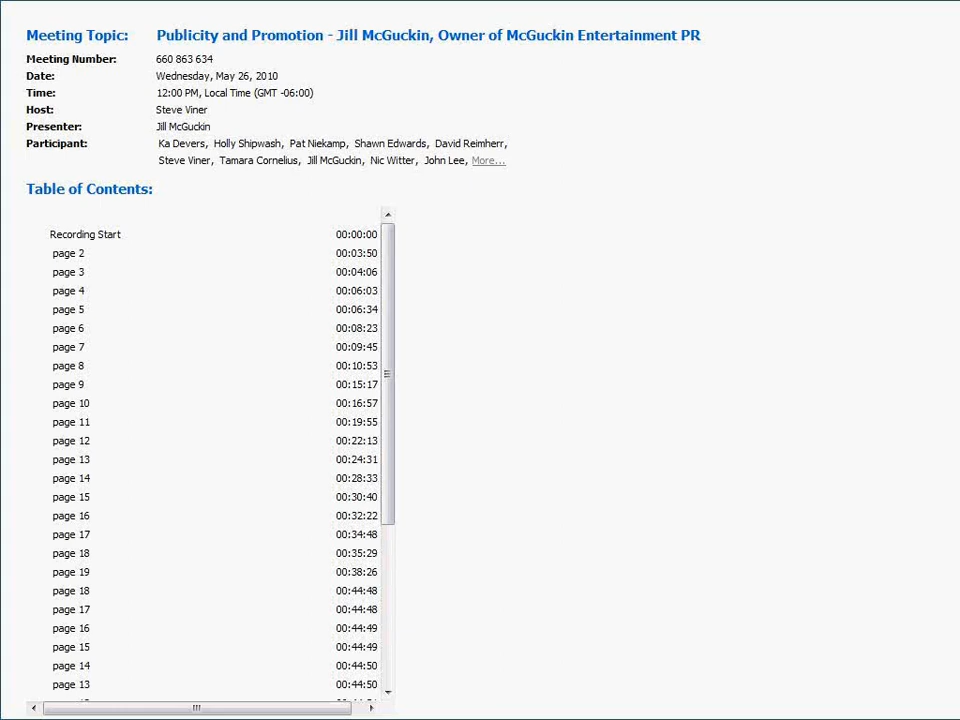 Meeting Topic: Publicity and Promotion - Jill McGuckin, Owner of McGuckin Entertainment PR
Meeting Number: 660 863 634
Date: Wednesday, May 26, 2010
Time: 12:00 PM, Local Time (GMT -06:00)
Host: Steve Viner
Presenter: Jill McGuckin
Participant: Ka Devers, Holly Shipwash, Pat Niekamp, Shawn Edwards, David Reimherr,
Steve Viner, Tamara Cornelius, Jill McGuckin, Nic Witter, John Lee, More...
Table of Contents:
Recording Start 00:00:00
page 2 00:03:50
page 3 00:04:06
page 4 00:06:03
page 5 00:06:34
page 6 00:08:23
page 7 00:09:45
page 8 00:10:53
page 9 00:15:17
page 10 00:16:57
page 11 00:19:55
page 12 00:22:13
page 13 00:24:31
page 14 00:28:33
page 15 00:30:40
page 16 00:32:22
page 17 00:34:48
page 18 00:35:29
page 19 00:38:26
page 18 00:44:48
page 17 00:44:48
page 16 00:44:49
page 15 00:44:49
page 14 00:44:50
page 13 00:44:50